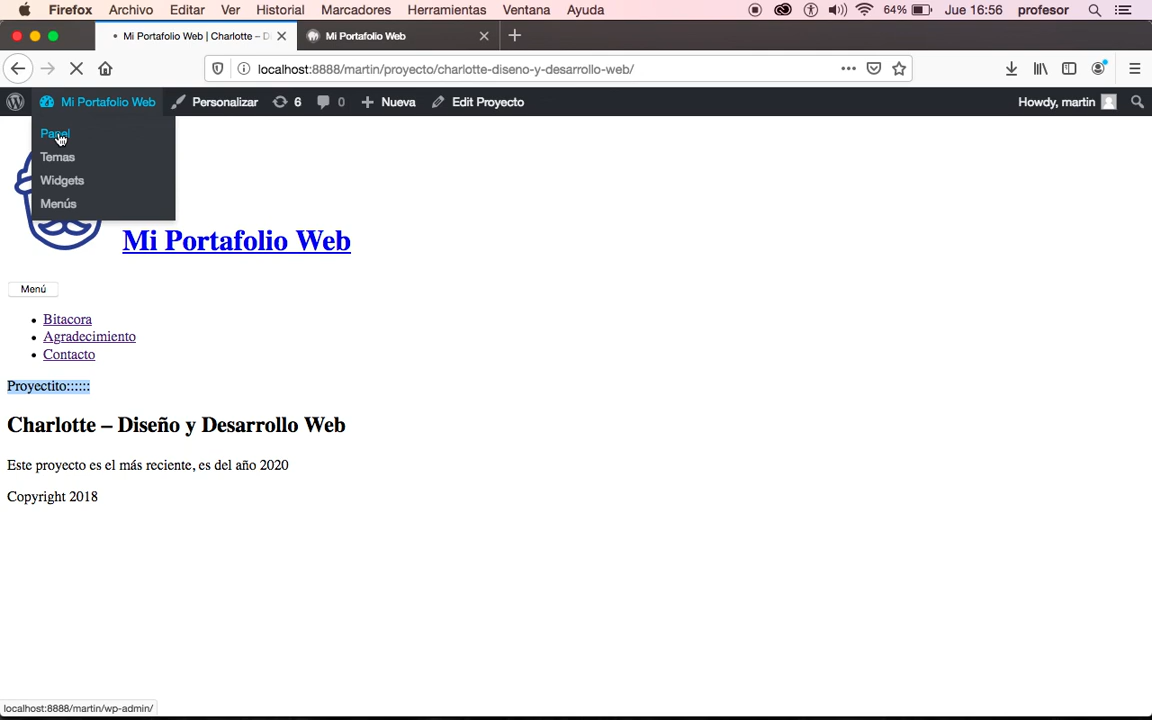 Firefox Archivo Editar Ver Historial Marcadores Herramientas Ventana Ayuda 64% Jue 16:56 profesor
Mi Portafolio Web | Charlotte – D Mi Portafolio Web
localhost:8888/martin/proyecto/charlotte-diseno-y-desarrollo-web/
Mi Portafolio Web Personalizar 6 0 Nueva Edit Proyecto Howdy, martin
Panel
Temas
Widgets
Menús
Mi Portafolio Web
Menú
Bitacora
Agradecimiento
Contacto
Proyectito::::::
Charlotte – Diseño y Desarrollo Web
Este proyecto es el más reciente, es del año 2020
Copyright 2018
localhost:8888/martin/wp-admin/